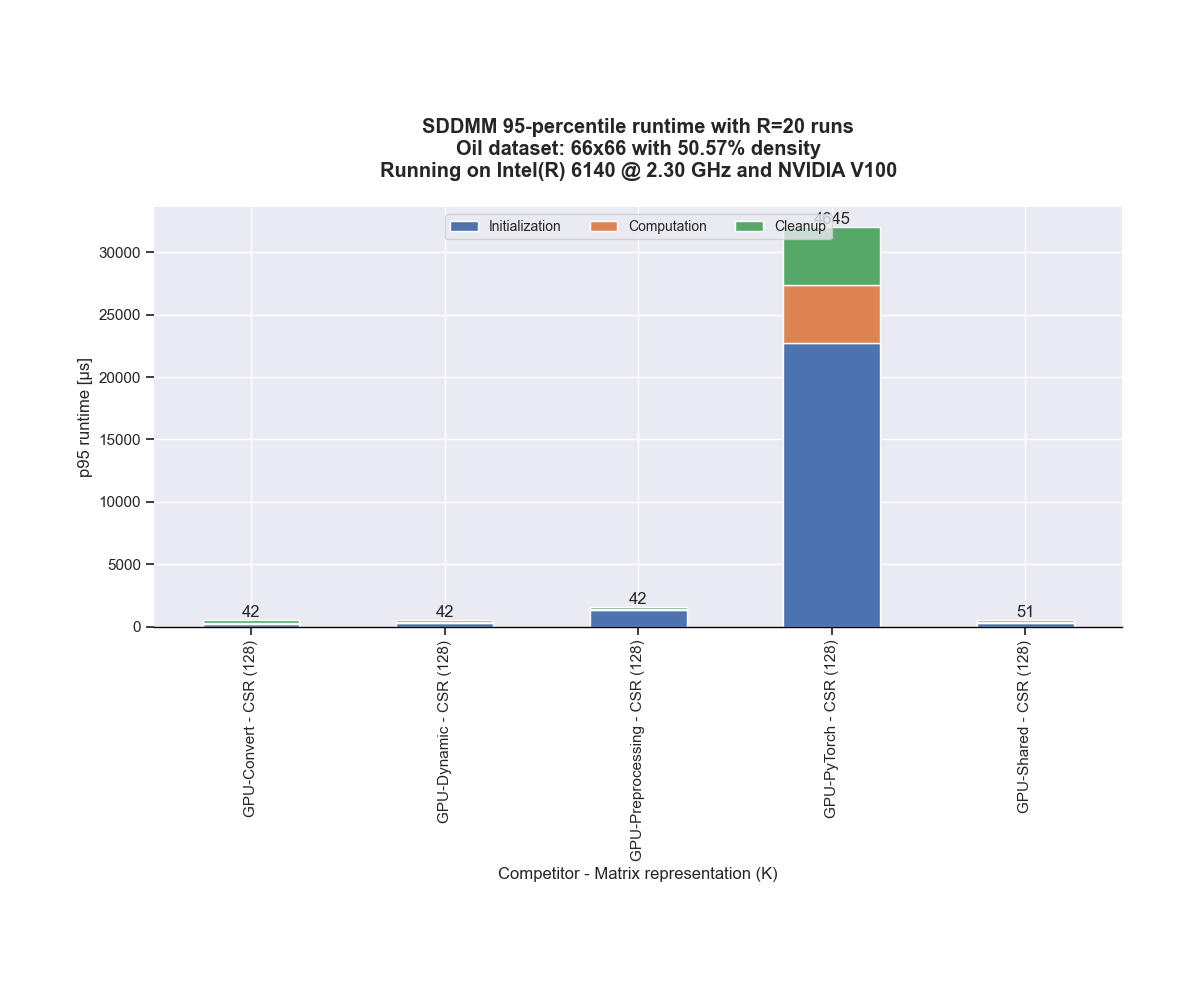 SDDMM 95-percentile runtime with R=20 runs
Oil dataset: 66x66 with 50.57% density
Running on Intel(R) 6140 @ 2.30 GHz and NVIDIA V100
Initialization Computation Cleanup
4645
30000
25000
20000
15000
10000
5000
0
p95 runtime [µs]
42
42
42
51
GPU-Convert - CSR (128)
GPU-Dynamic - CSR (128)
GPU-Preprocessing - CSR (128)
GPU-PyTorch - CSR (128)
GPU-Shared - CSR (128)
Competitor - Matrix representation (K)